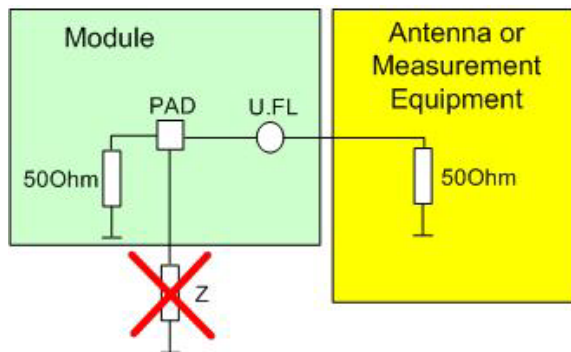 Module
Antenna or
Measurement
Equipment
PAD
U.FL
50Ohm
50Ohm
Z